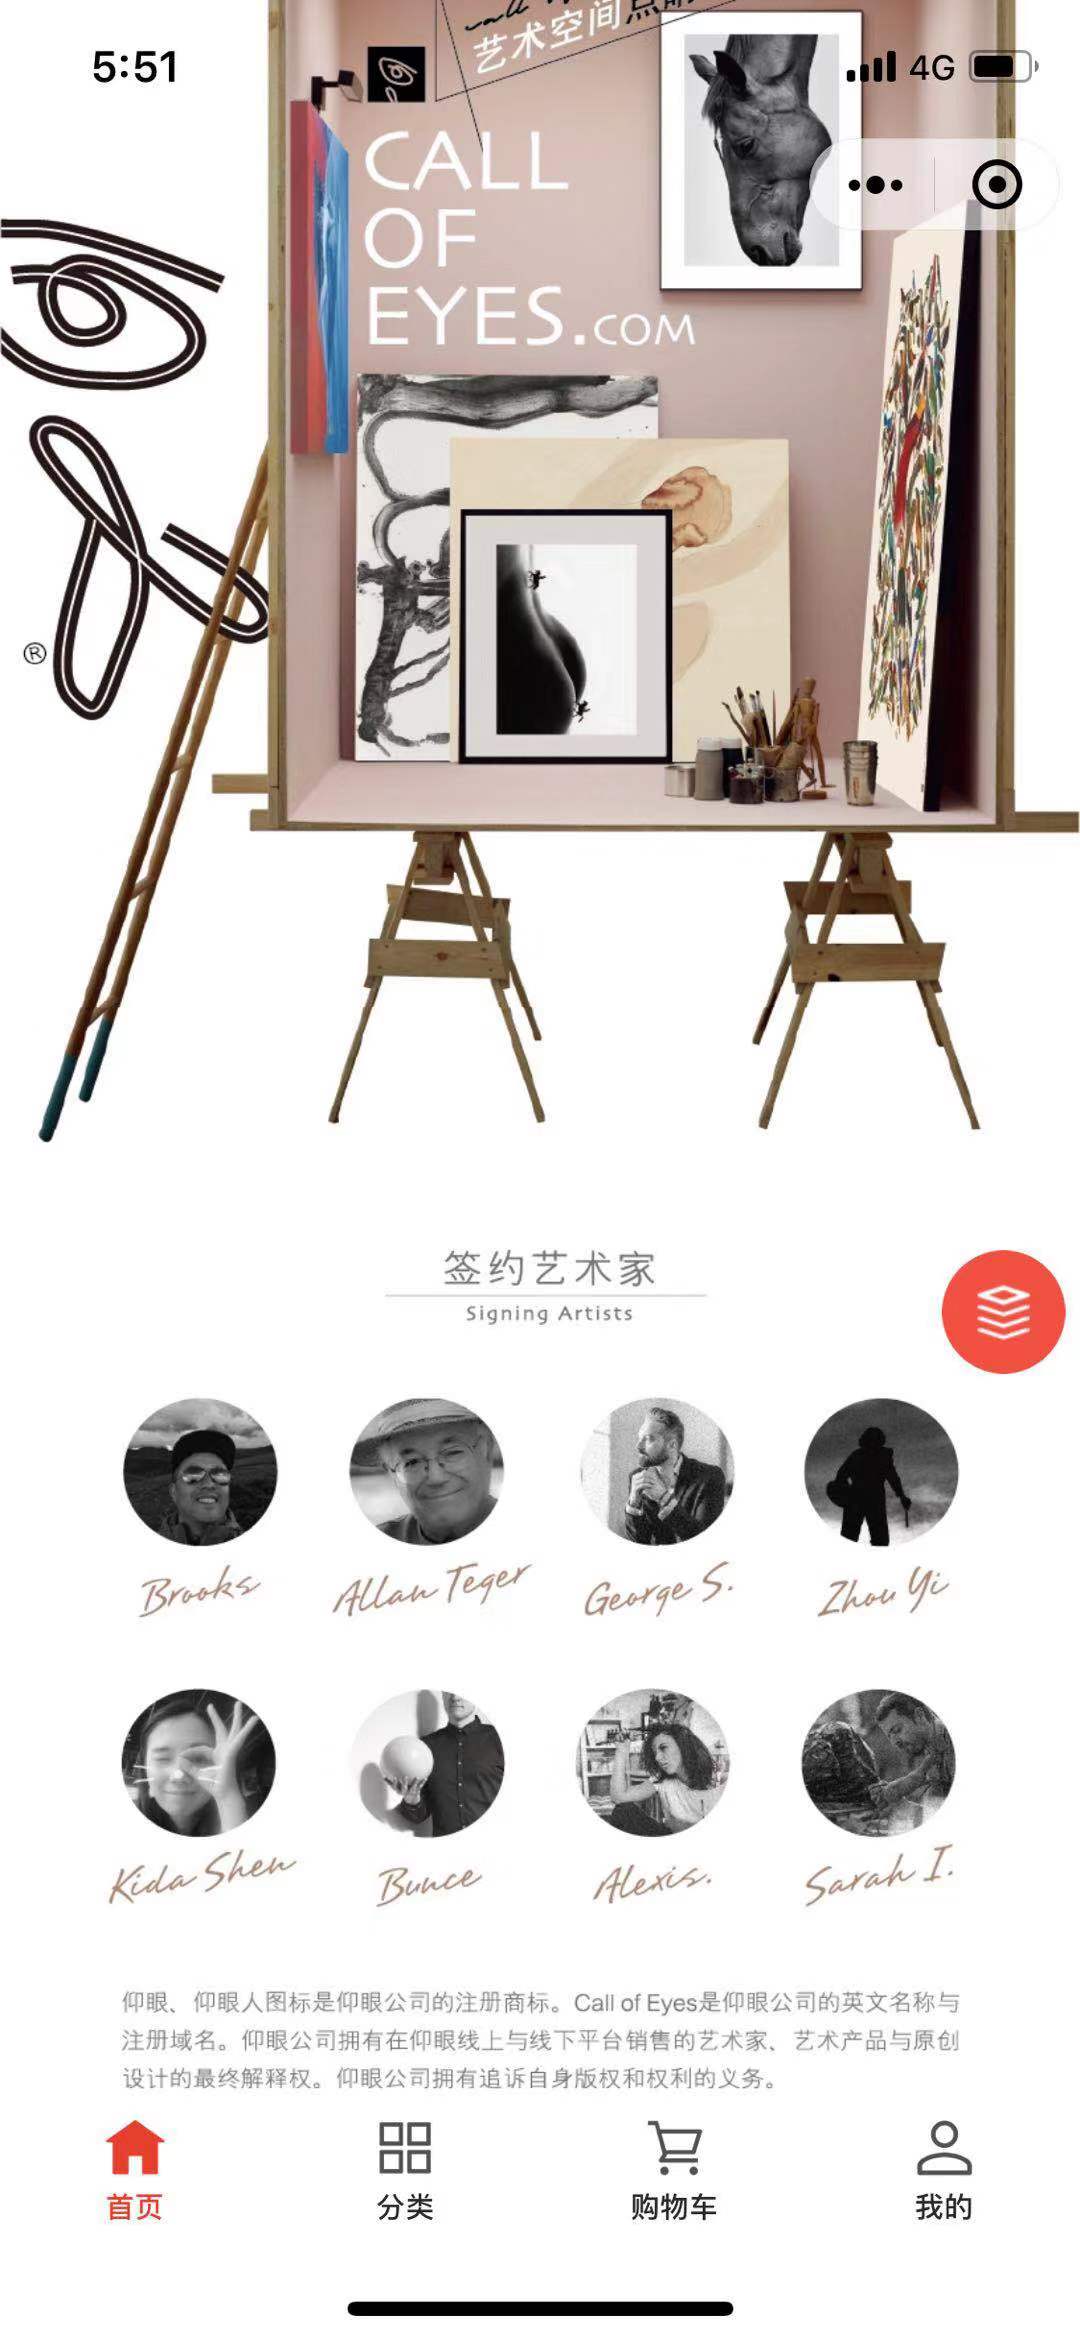 艺术空间点
5:51
4G
CALL
OF
EYES.COM
®
签约艺术家
Signing Artists
Brooks
Allan Teger
George S.
Zhou Yi
Kida Shen
Bunce
Alexis.
Sarah I.
仰眼、仰眼人图标是仰眼公司的注册商标。Call of Eyes是仰眼公司的英文名称与
注册域名。仰眼公司拥有在仰眼线上与线下平台销售的艺术家、艺术产品与原创
设计的最终解释权。仰眼公司拥有追诉自身版权和权利的义务。
首页
分类
购物车
我的